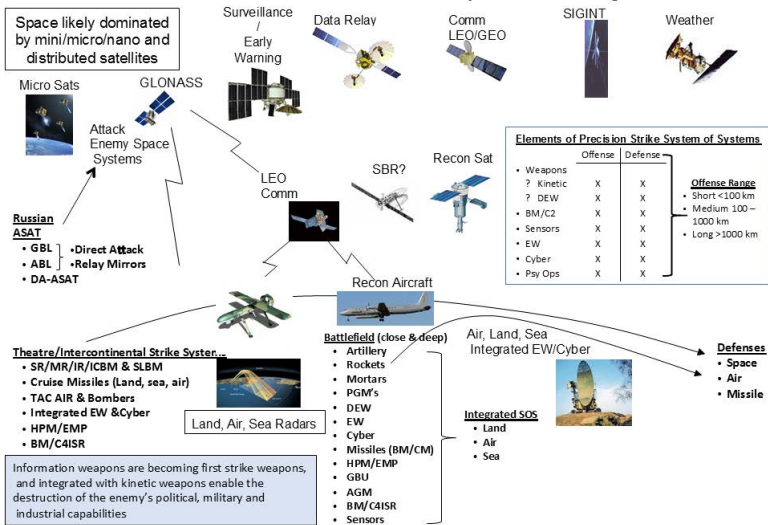 Space likely dominated
by mini/micro/nano and
distributed satellites
Surveillance
/
Early
Warning
Data Relay
Comm
LEO/GEO
SIGINT
Weather
Micro Sats
GLONASS
Attack
Enemy Space
Systems
LEO
Comm
SBR?
Recon Sat
Elements of Precision Strike System of Systems
Offense Defense
• Weapons
? Kinetic X X
? DEW X X
• BM/C2 X X
• Sensors X X
• EW X X
• Cyber X X
• Psy Ops X X
Offense Range
• Short <100 km
• Medium 100 –
1000 km
• Long >1000 km
Russian
ASAT
• GBL
• ABL
• DA-ASAT
•Direct Attack
•Relay Mirrors
Recon Aircraft
Theatre/Intercontinental Strike System...
• SR/MR/IR/ICBM & SLBM
• Cruise Missiles (Land, sea, air)
• TAC AIR & Bombers
• Integrated EW &Cyber
• HPM/EMP
• BM/C4ISR
Land, Air, Sea Radars
Battlefield (close & deep)
• Artillery
• Rockets
• Mortars
• PGM's
• DEW
• EW
• Cyber
• Missiles (BM/CM)
• HPM/EMP
• GBU
• AGM
• BM/C4ISR
• Sensors
Air, Land, Sea
Integrated EW/Cyber
Integrated SOS
• Land
• Air
• Sea
Defenses
• Space
• Air
• Missile
Information weapons are becoming first strike weapons,
and integrated with kinetic weapons enable the
destruction of the enemy's political, military and
industrial capabilities